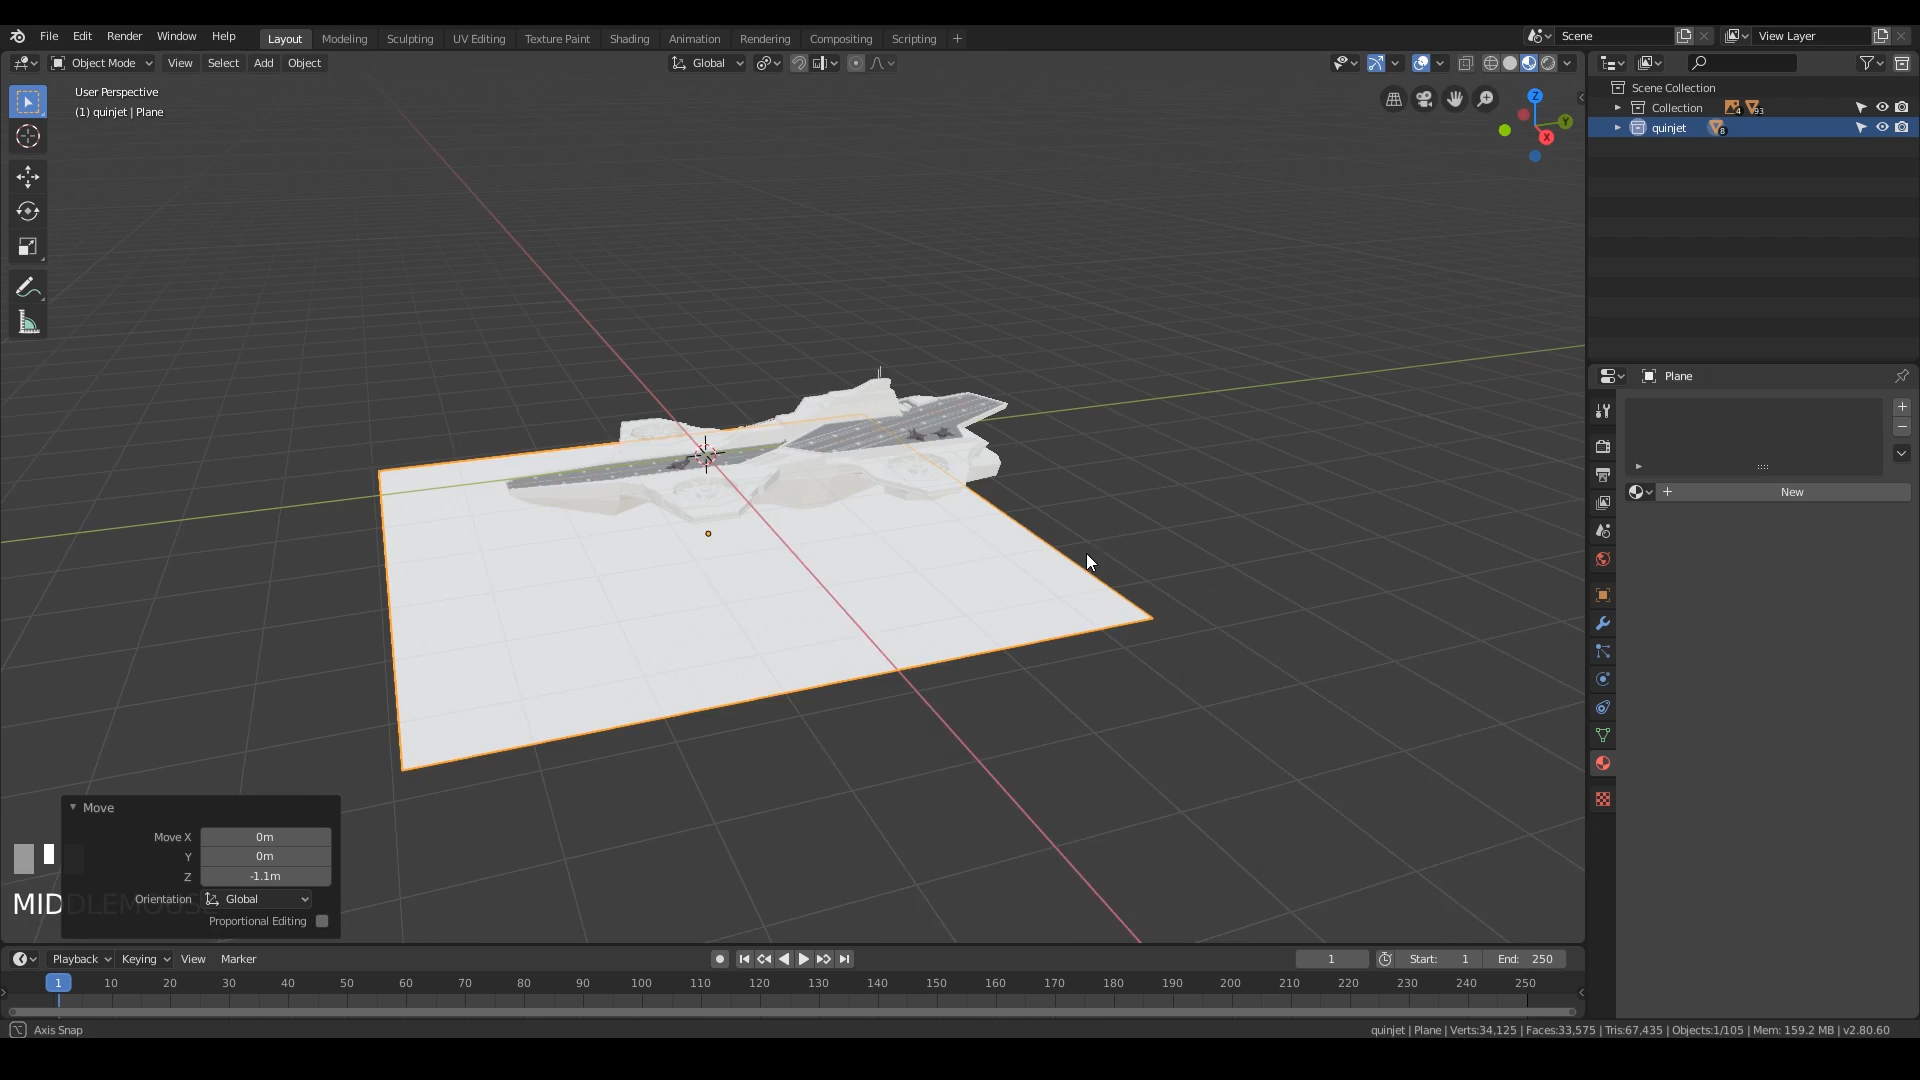 File Edit Render Window Help Layout Modeling Sculpting UV Editing Texture Paint Shading Animation Rendering Compositing Scripting + Scene View Layer
Object Mode View Select Add Object Global
User Perspective
(1) quinjet | Plane
Z
Y
X
Scene Collection
Collection 4 93
quinjet 8
Plane
New
Move
Move X 0m
Y 0m
Z -1.1m
Orientation Global
Proportional Editing
MIDDLEMOUSE
Playback Keying View Marker 1 Start: 1 End: 250
1 10 20 30 40 50 60 70 80 90 100 110 120 130 140 150 160 170 180 190 200 210 220 230 240 250
Axis Snap quinjet | Plane | Verts:34,125 | Faces:33,575 | Tris:67,435 | Objects:1/105 | Mem: 159.2 MB | v2.80.60